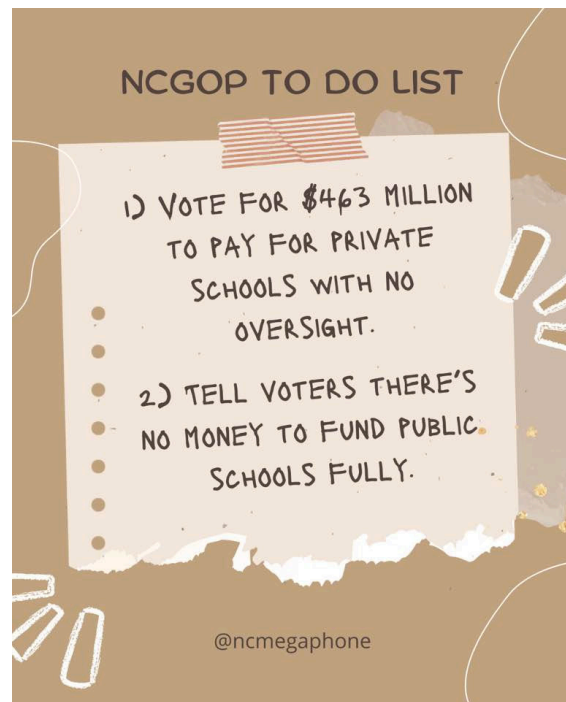 NCGOP TO DO LIST
1) VOTE FOR $463 MILLION
TO PAY FOR PRIVATE
SCHOOLS WITH NO
OVERSIGHT.
2) TELL VOTERS THERE'S
NO MONEY TO FUND PUBLIC
SCHOOLS FULLY.
@ncmegaphone